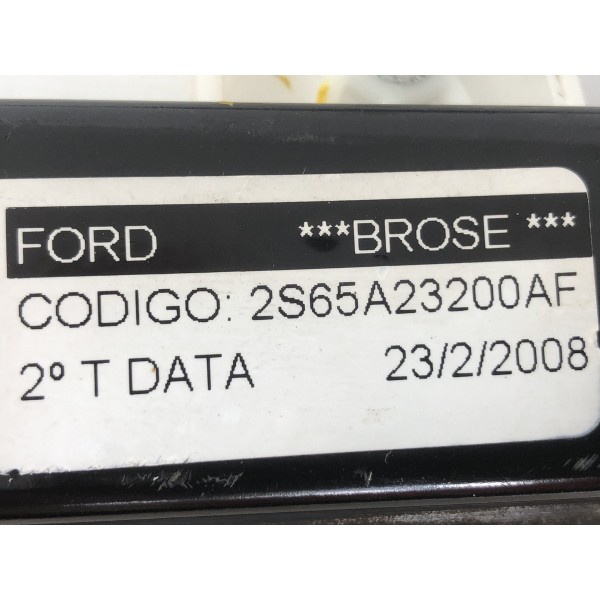 FORD ***BROSE ***
CODIGO: 2S65A23200AF
2º T DATA 23/2/2008